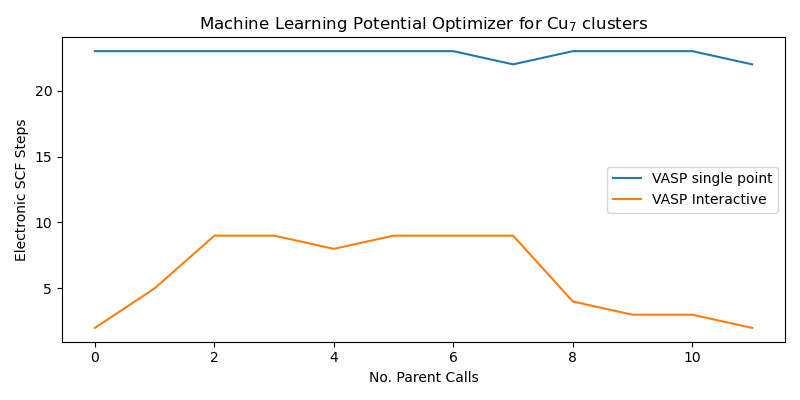 Machine Learning Potential Optimizer for Cu₇ clusters
Electronic SCF Steps
20
15
10
5
VASP single point
VASP Interactive
0 2 4 6 8 10
No. Parent Calls